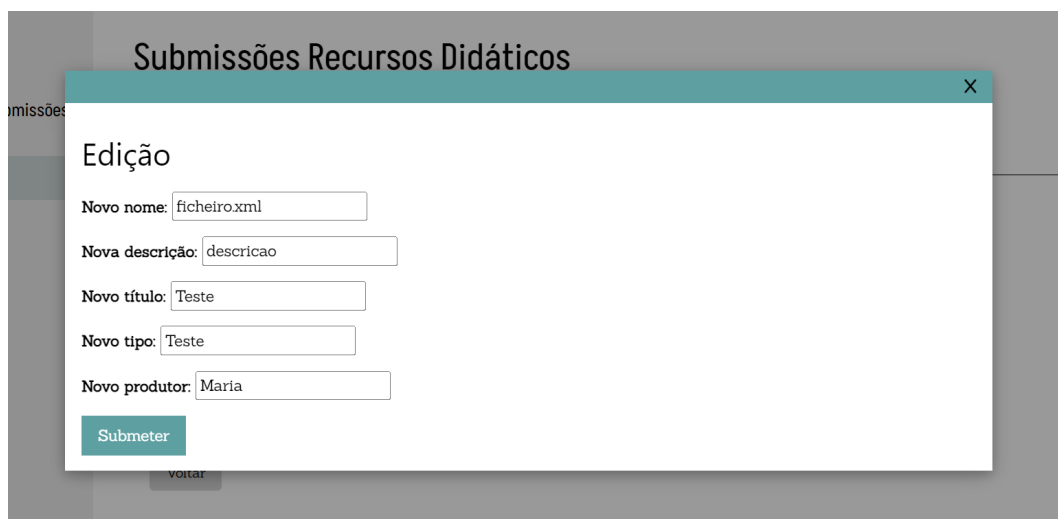 Submissões Recursos Didáticos
X
Edição
Novo nome: ficheiro.xml
Nova descrição: descricao
Novo título: Teste
Novo tipo: Teste
Novo produtor: Maria
Submeter
Voltar